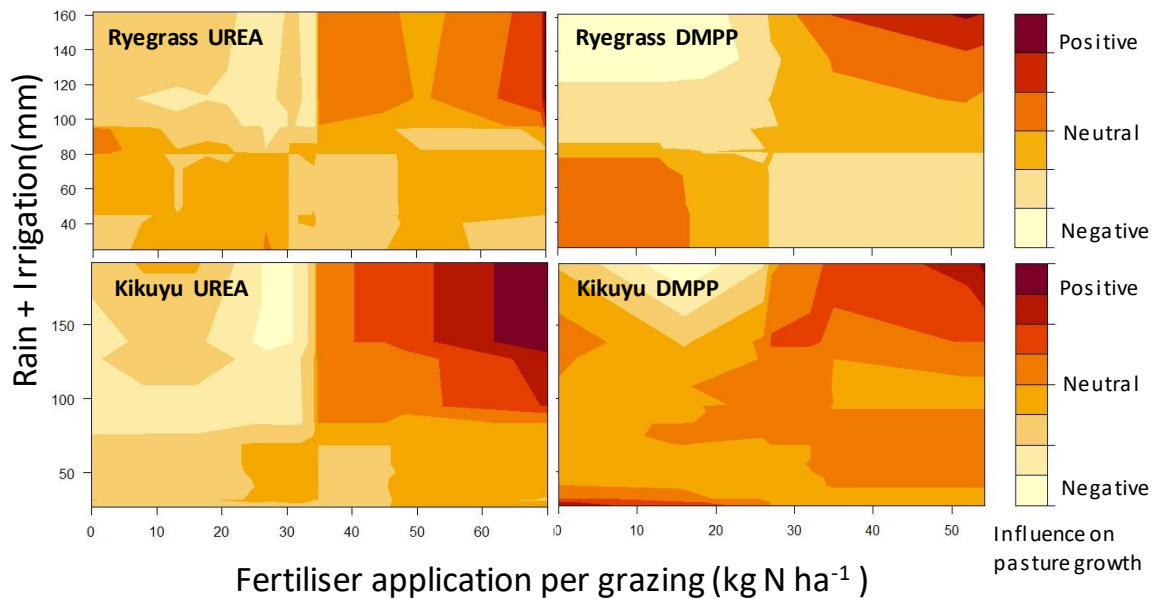 Rain + Irrigation(mm)
160
140
120
100
80
60
40
Ryegrass UREA
Ryegrass DMPP
Positive
Neutral
Negative
150
100
50
Kikuyu UREA
Kikuyu DMPP
Positive
Neutral
Negative
0 10 20 30 40 50 60
0 10 20 30 40 50
Influence on
pasture growth
Fertiliser application per grazing (kg N ha⁻¹ )